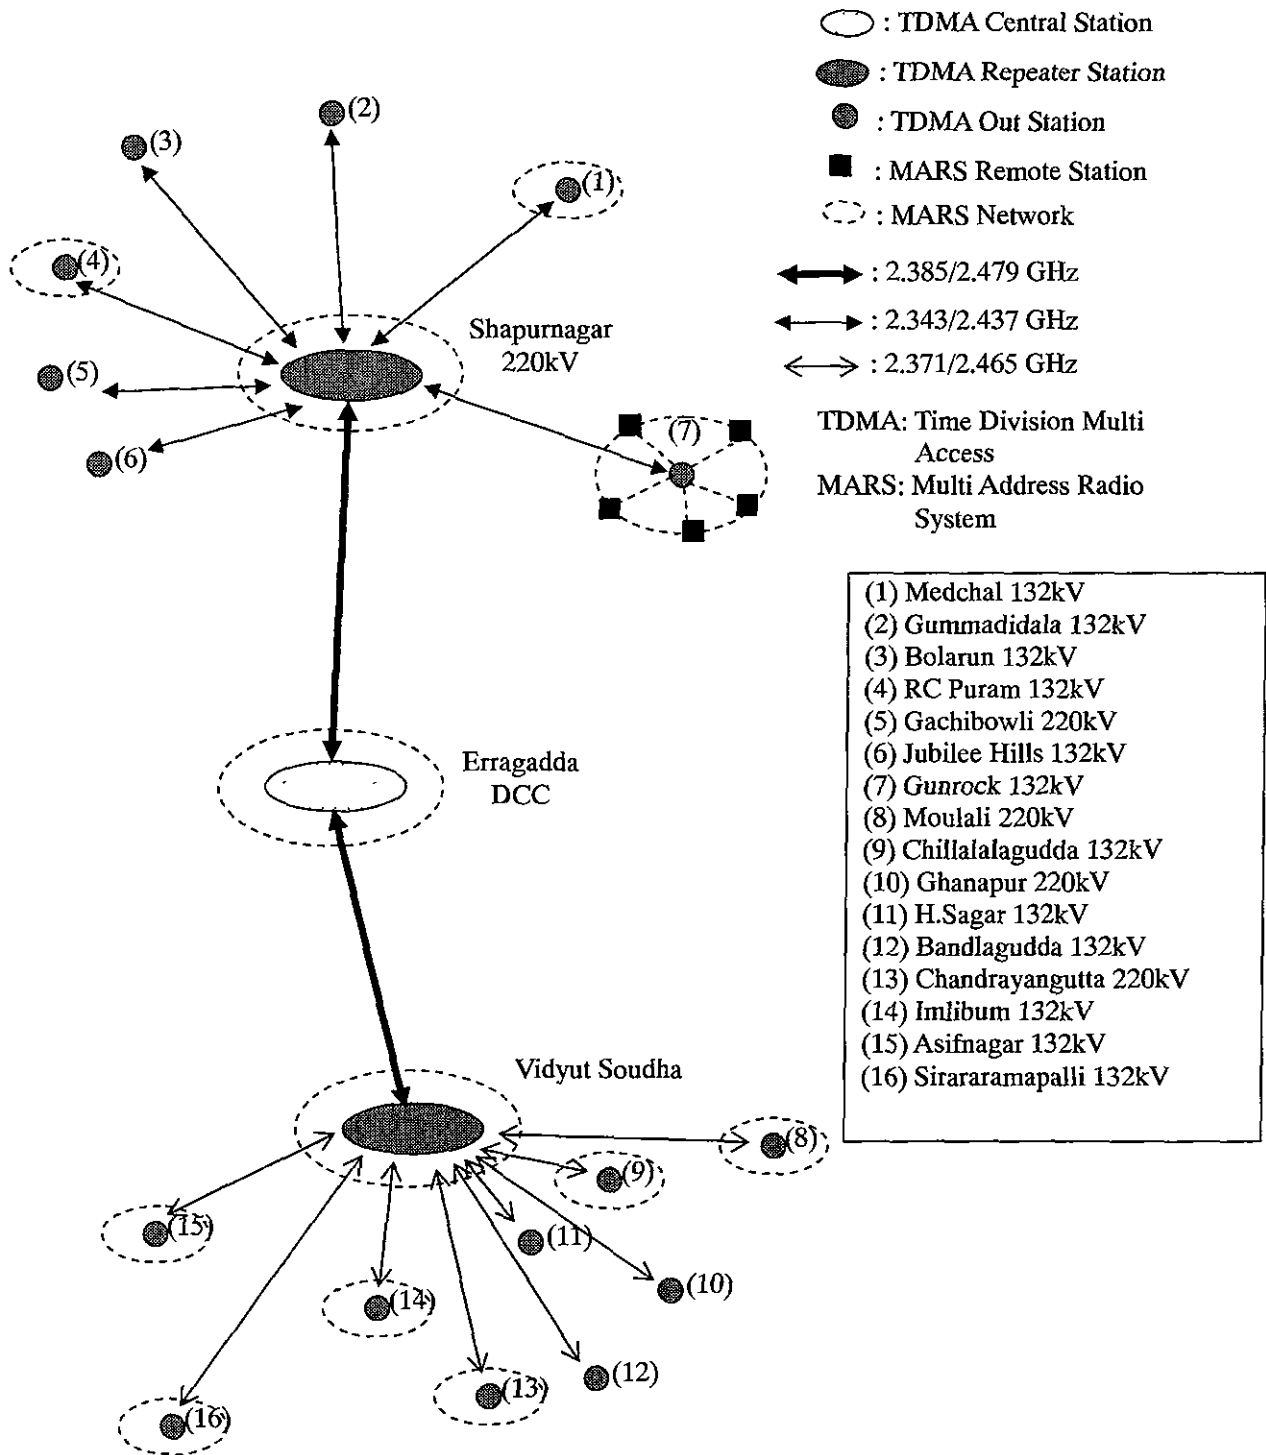 : TDMA Central Station
: TDMA Repeater Station
: TDMA Out Station
: MARS Remote Station
: MARS Network
: 2.385/2.479 GHz
: 2.343/2.437 GHz
: 2.371/2.465 GHz
TDMA: Time Division Multi
Access
MARS: Multi Address Radio
System
(2)
(3)
(1)
(4)
Shapurnagar
220kV
(5)
(6)
(7)
Erragadda
DCC
(1) Medchal 132kV
(2) Gummadidala 132kV
(3) Bolarun 132kV
(4) RC Puram 132kV
(5) Gachibowli 220kV
(6) Jubilee Hills 132kV
(7) Gunrock 132kV
(8) Moulali 220kV
(9) Chillalalagudda 132kV
(10) Ghanapur 220kV
(11) H.Sagar 132kV
(12) Bandlagudda 132kV
(13) Chandrayangutta 220kV
(14) Imlibum 132kV
(15) Asifnagar 132kV
(16) Sirararamapalli 132kV
Vidyut Soudha
(8)
(9)
(15)
(11)
(10)
(14)
(12)
(13)
(16)